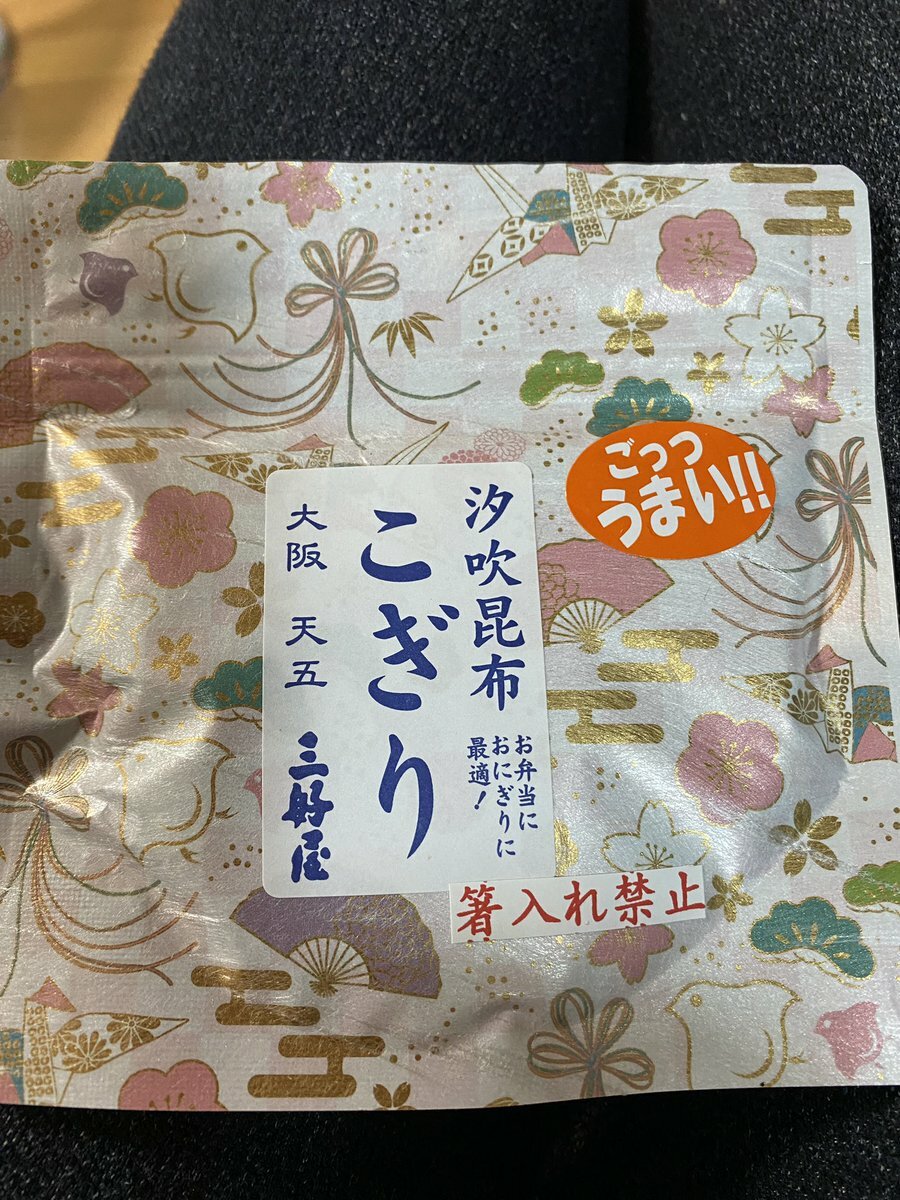 ごっつ
うまい!!
汐吹昆布
お弁当に
おにぎりに
最適!
こぎり
大阪 天五 三好屋
箸入れ禁止